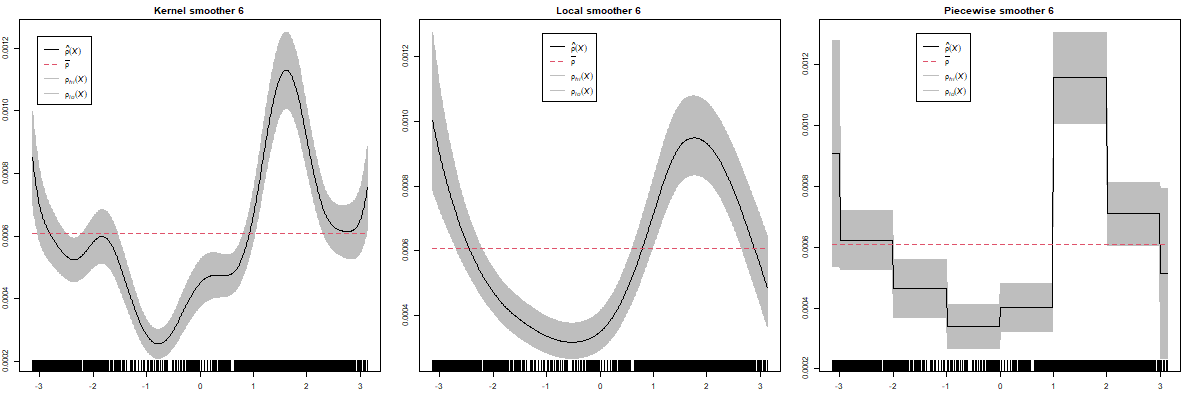 Kernel smoother 6
ρ̂(X)
ρ̄
ρhi(X)
ρlo(X)
0.0002
0.0004
0.0006
0.0008
0.0010
0.0012
-3 -2 -1 0 1 2 3
Local smoother 6
ρ̂(X)
ρ̄
ρhi(X)
ρlo(X)
0.0004
0.0006
0.0008
0.0010
0.0012
-3 -2 -1 0 1 2 3
Piecewise smoother 6
ρ̂(X)
ρ̄
ρhi(X)
ρlo(X)
0.0002
0.0004
0.0006
0.0008
0.0010
0.0012
-3 -2 -1 0 1 2 3